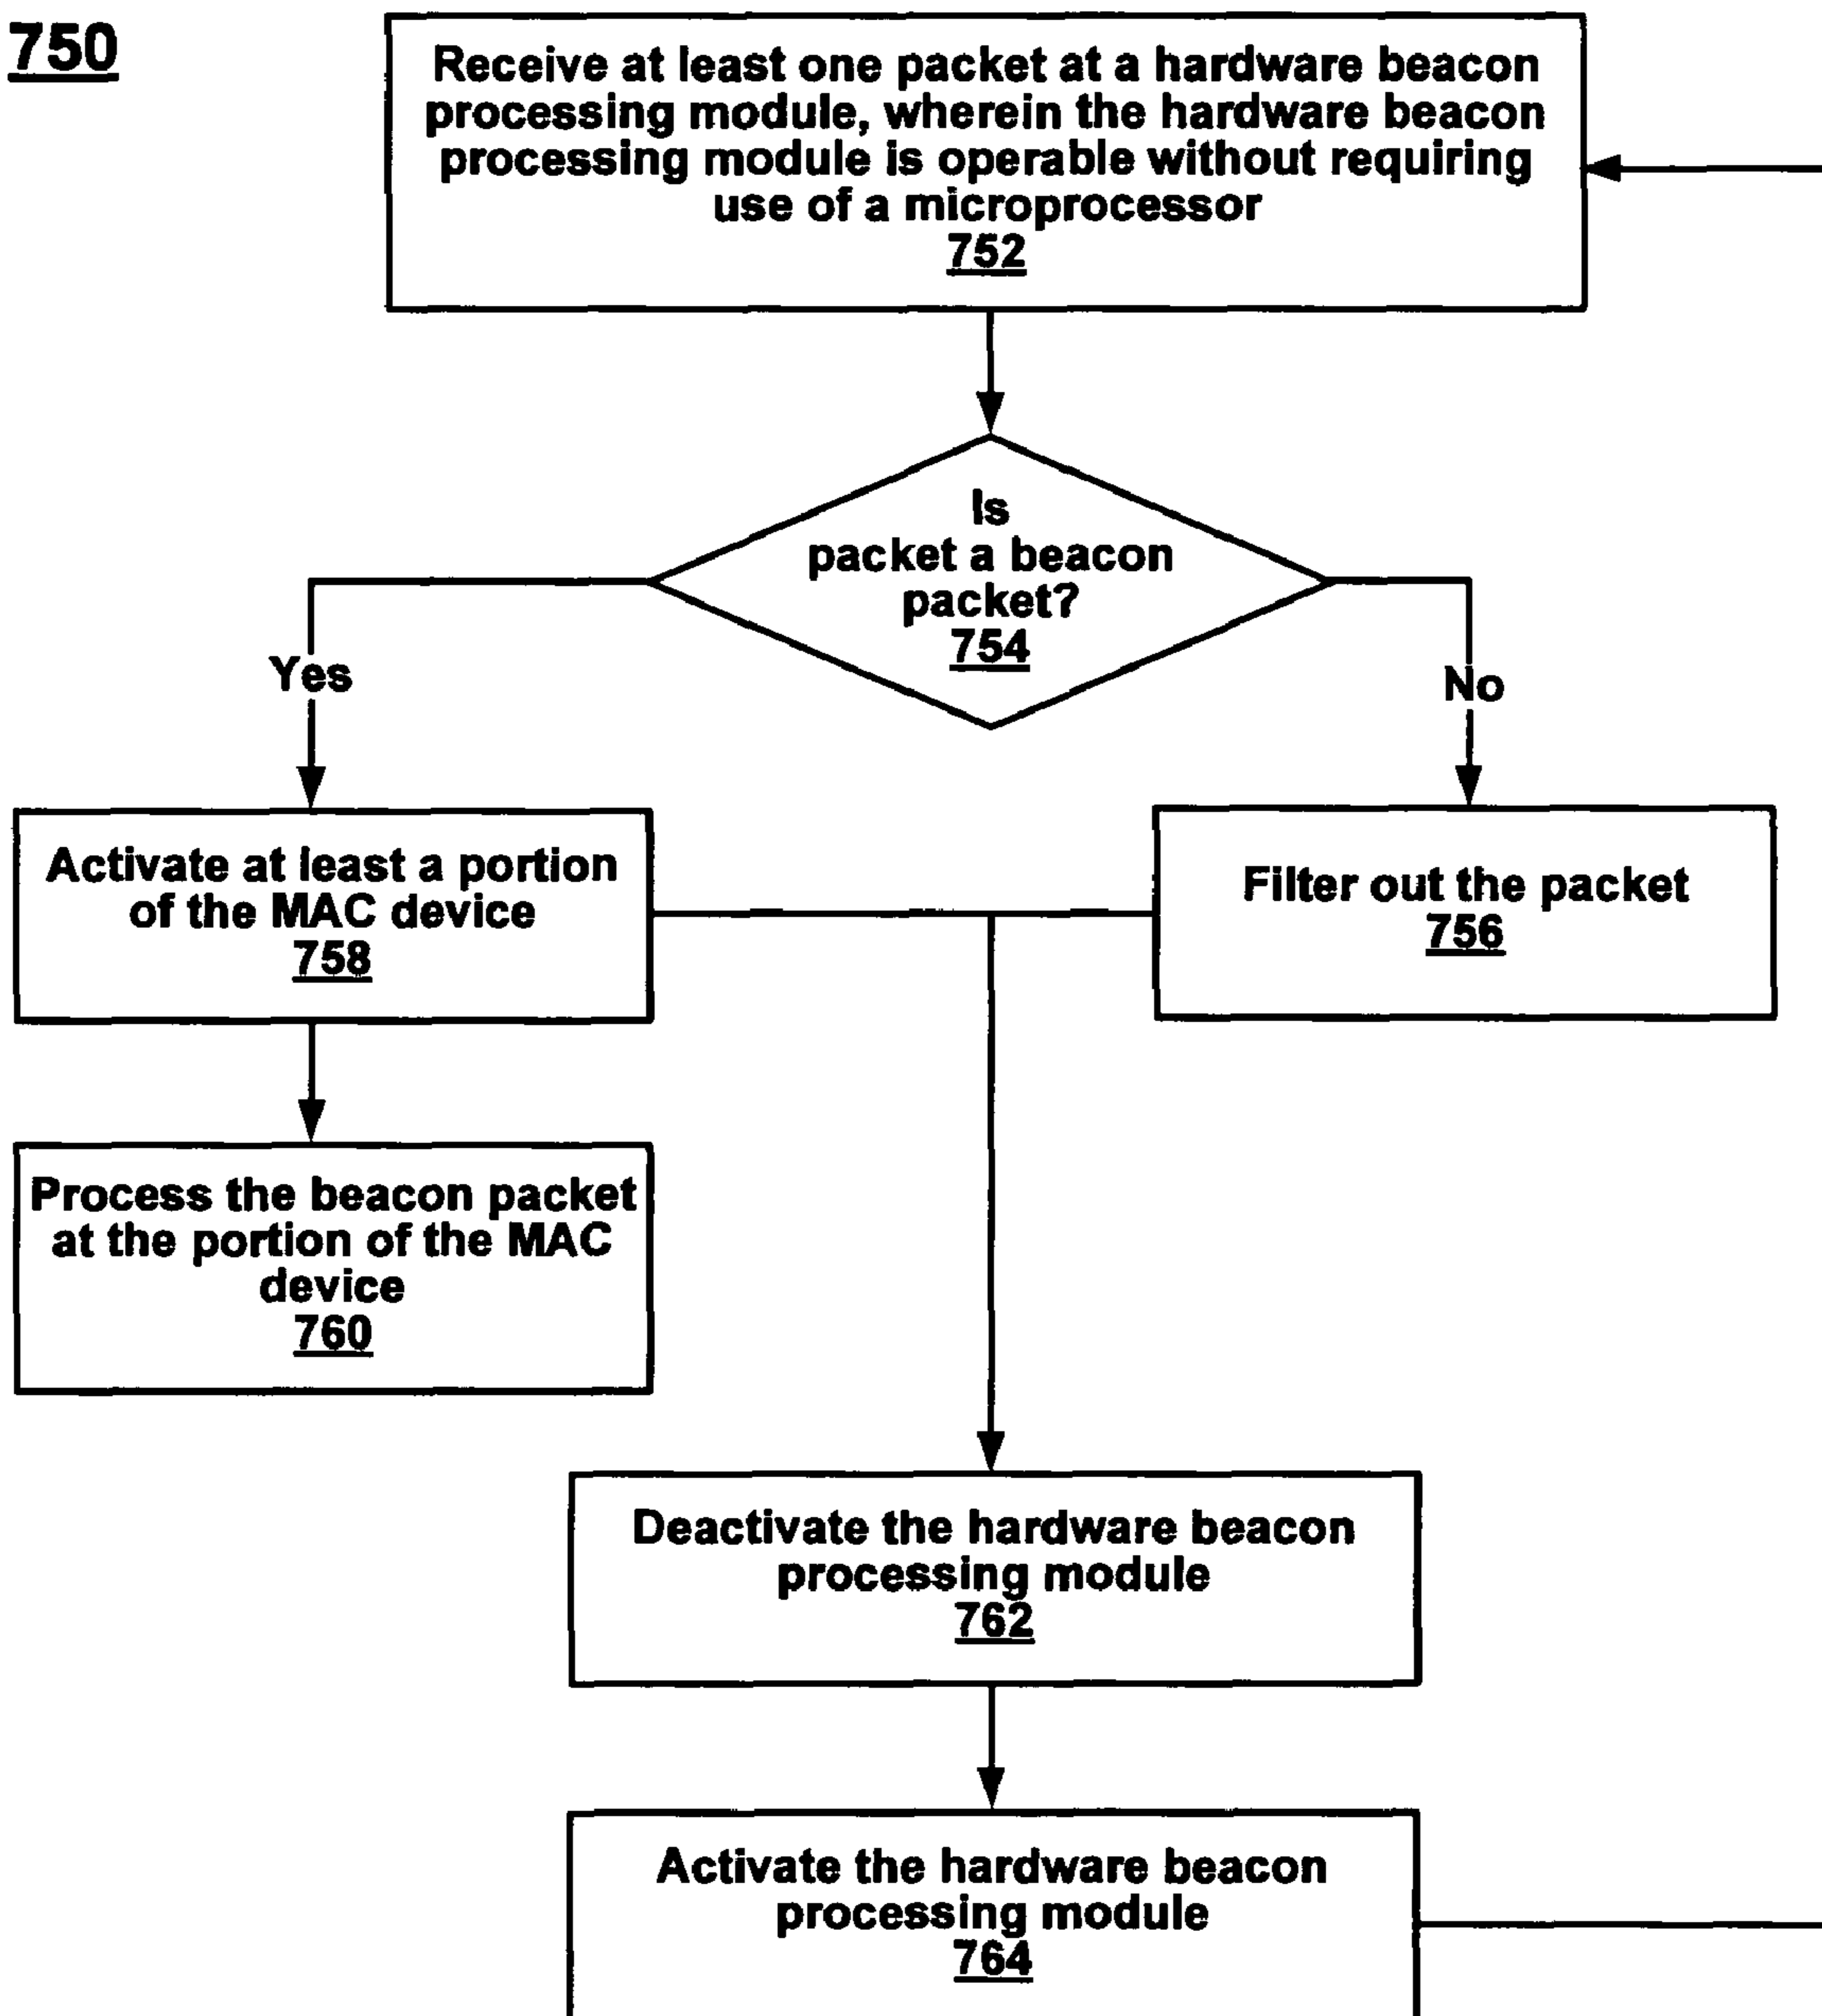 750
Receive at least one packet at a hardware beacon
processing module, wherein the hardware beacon
processing module is operable without requiring
use of a microprocessor
752
Is
packet a beacon
packet?
754
Yes
No
Activate at least a portion
of the MAC device
758
Filter out the packet
756
Process the beacon packet
at the portion of the MAC
device
760
Deactivate the hardware beacon
processing module
762
Activate the hardware beacon
processing module
764